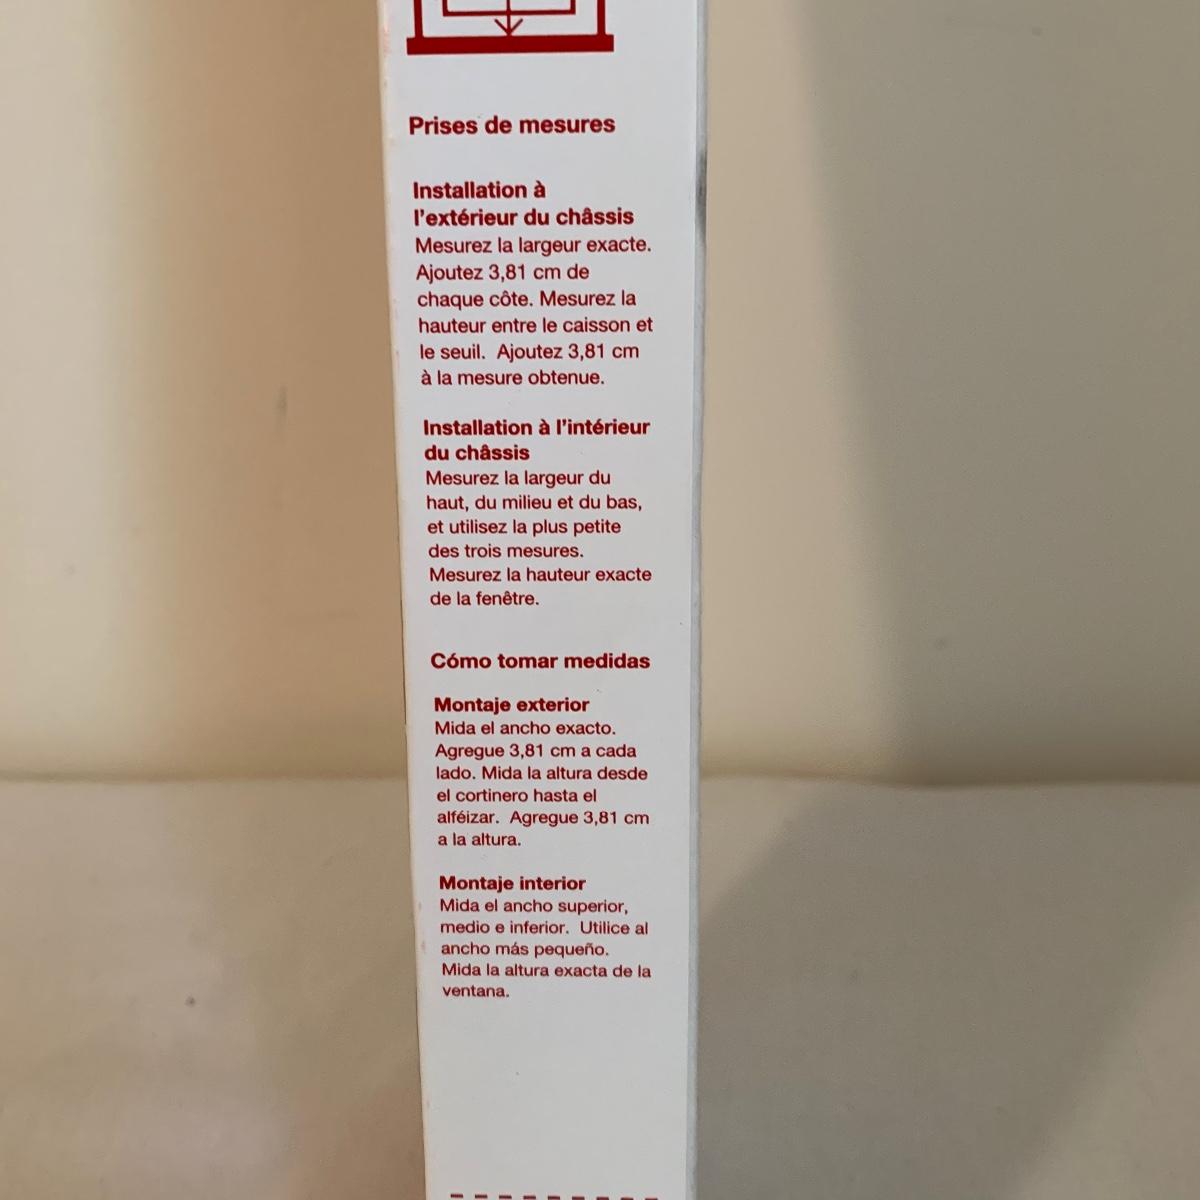 Prises de mesures
Installation à
l'extérieur du châssis
Mesurez la largeur exacte.
Ajoutez 3,81 cm de
chaque côte. Mesurez la
hauteur entre le caisson et
le seuil. Ajoutez 3,81 cm
à la mesure obtenue.
Installation à l'intérieur
du châssis
Mesurez la largeur du
haut, du milieu et du bas,
et utilisez la plus petite
des trois mesures.
Mesurez la hauteur exacte
de la fenêtre.
Cómo tomar medidas
Montaje exterior
Mida el ancho exacto.
Agregue 3,81 cm a cada
lado. Mida la altura desde
el cortinero hasta el
alféizar. Agregue 3,81 cm
a la altura.
Montaje interior
Mida el ancho superior,
medio e inferior. Utilice al
ancho más pequeño.
Mida la altura exacta de la
ventana.